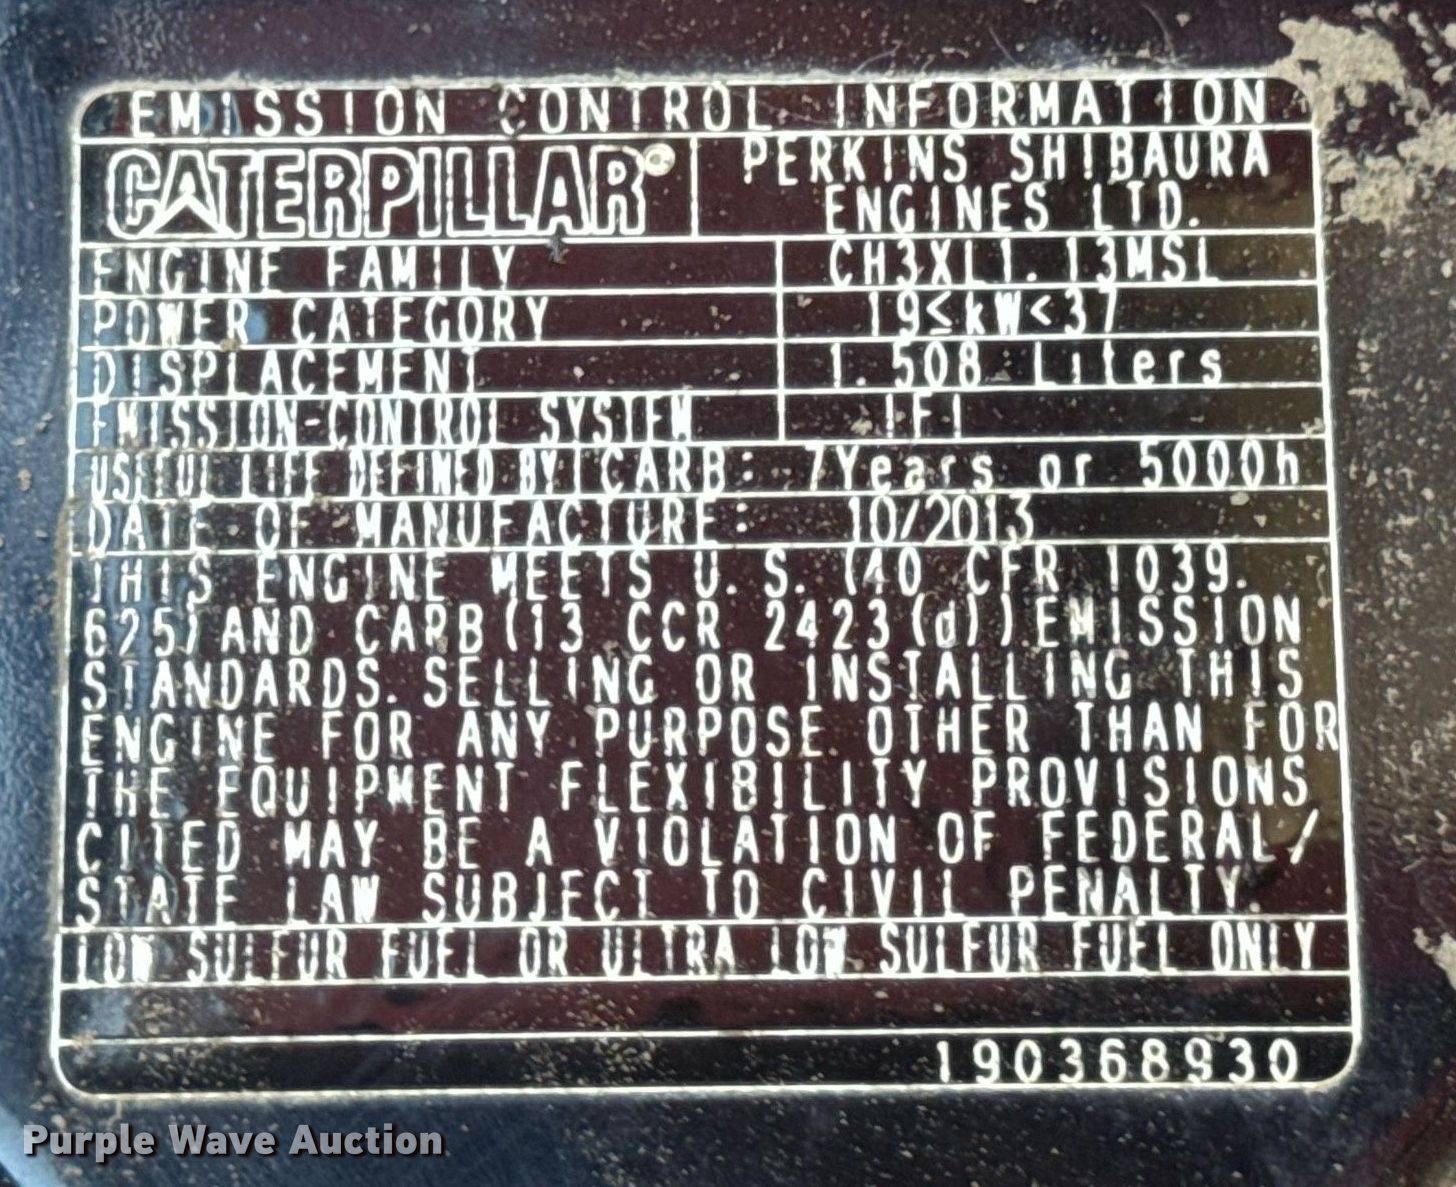 EMISSION CONTROL INFORMATION
CATERPILLAR®
PERKINS SHIBAURA
ENGINES LTD.
ENGINE FAMILY CH3XL1.13MSL
POWER CATEGORY 19≤kW<37
DISPLACEMENT 1.508 Liters
EMISSION-CONTROL SYSTEM IFI
USEFUL LIFE DEFINED BY CARB: 7Years or 5000h
DATE OF MANUFACTURE: 10/2013
THIS ENGINE MEETS U.S.(40 CFR 1039.
625)AND CARB(13 CCR 2423(d))EMISSION
STANDARDS.SELLING OR INSTALLING THIS
ENGINE FOR ANY PURPOSE OTHER THAN FOR
THE EQUIPMENT FLEXIBILITY PROVISIONS
CITED MAY BE A VIOLATION OF FEDERAL/
STATE LAW SUBJECT TO CIVIL PENALTY.
LOW SULFUR FUEL OR ULTRA LOW SULFUR FUEL ONLY
190368930
Purple Wave Auction